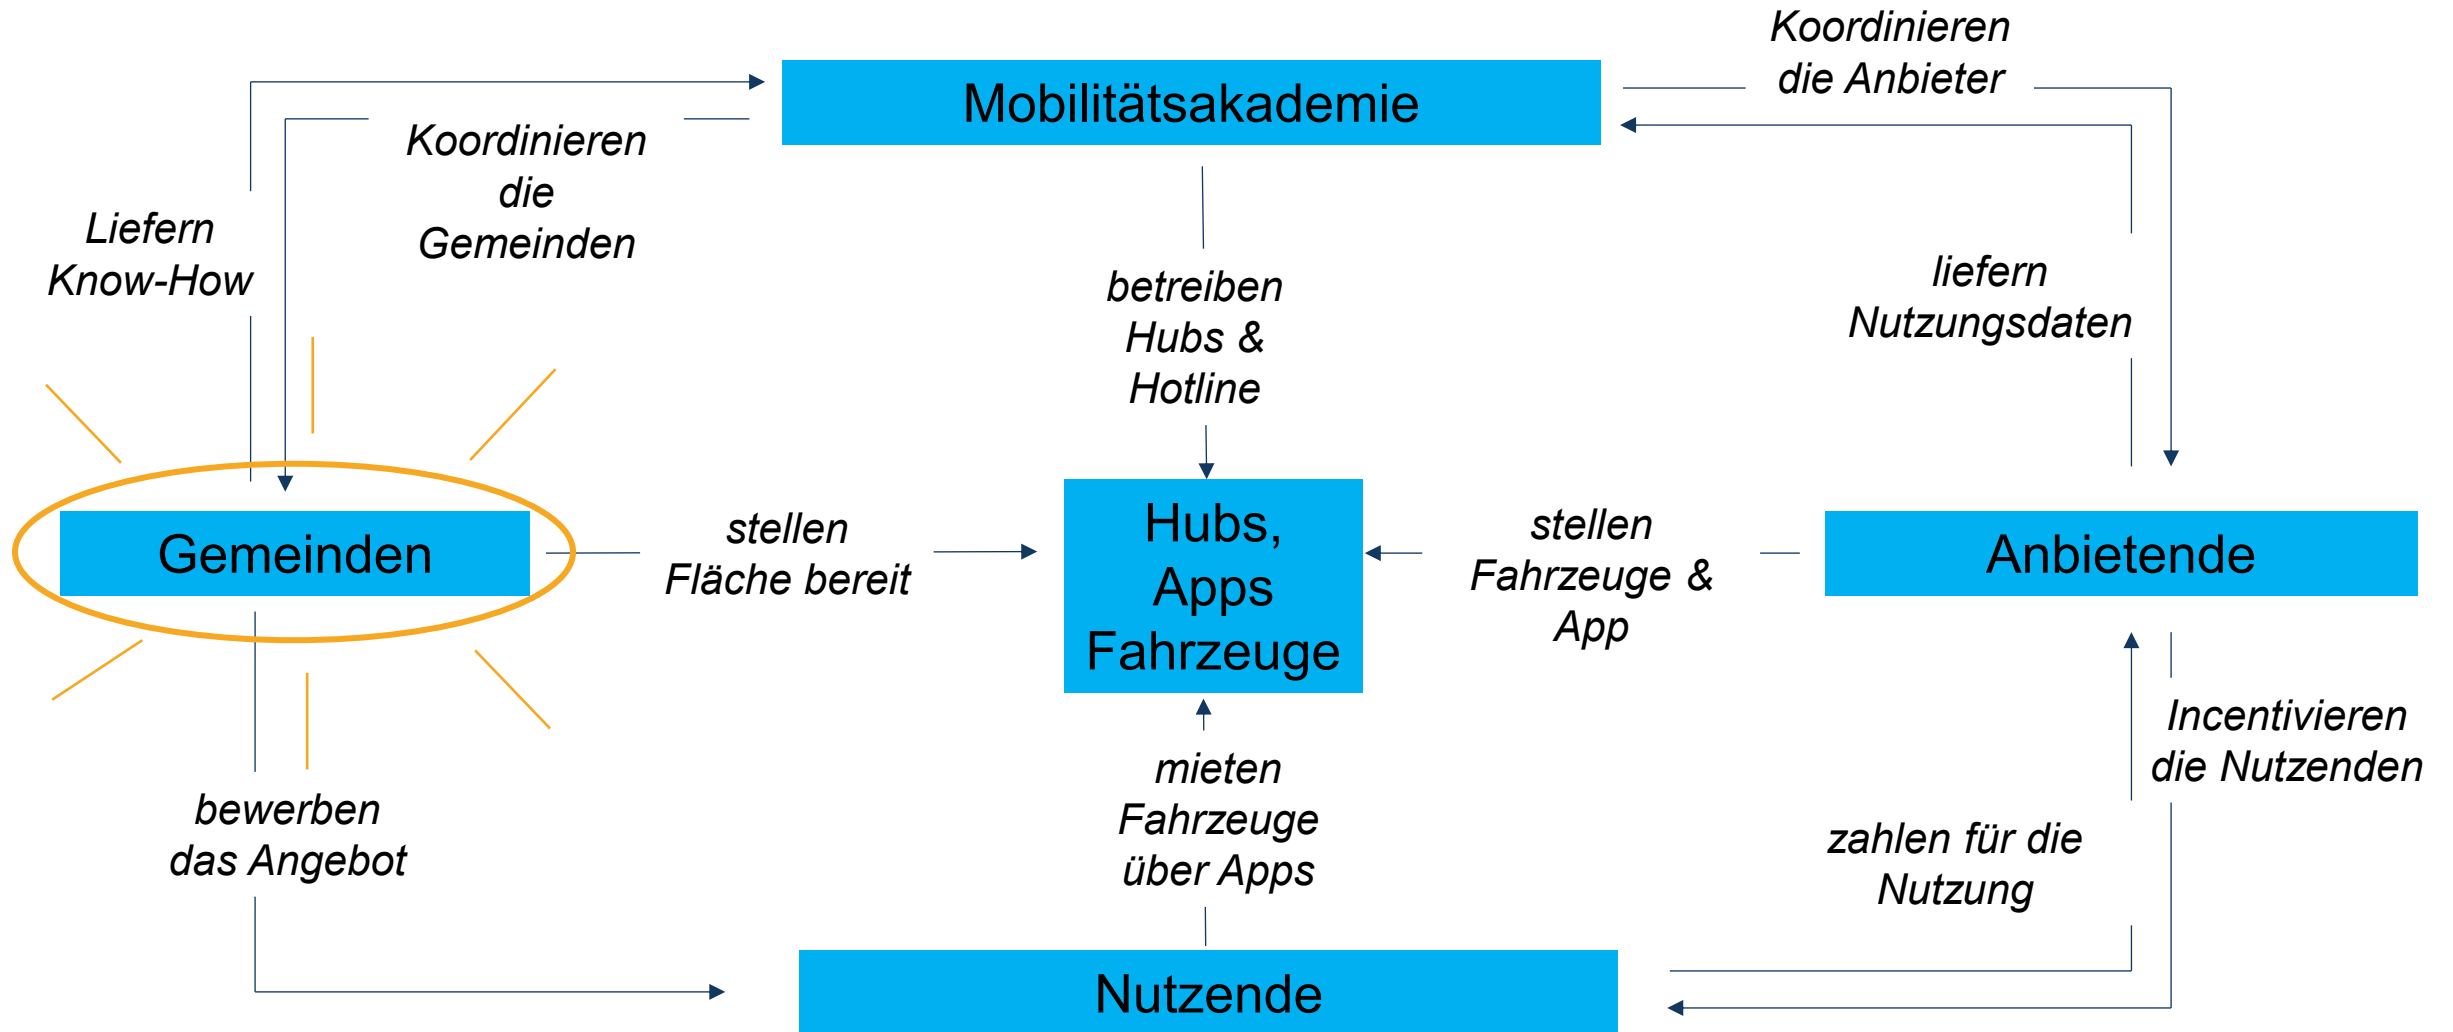 Koordinieren
die Anbieter
Mobilitätsakademie
Koordinieren
die
Gemeinden
Liefern
Know-How
betreiben
Hubs &
Hotline
liefern
Nutzungsdaten
Gemeinden
stellen
Fläche bereit
Hubs,
Apps
Fahrzeuge
stellen
Fahrzeuge &
App
Anbietende
bewerben
das Angebot
mieten
Fahrzeuge
über Apps
Incentivieren
die Nutzenden
zahlen für die
Nutzung
Nutzende